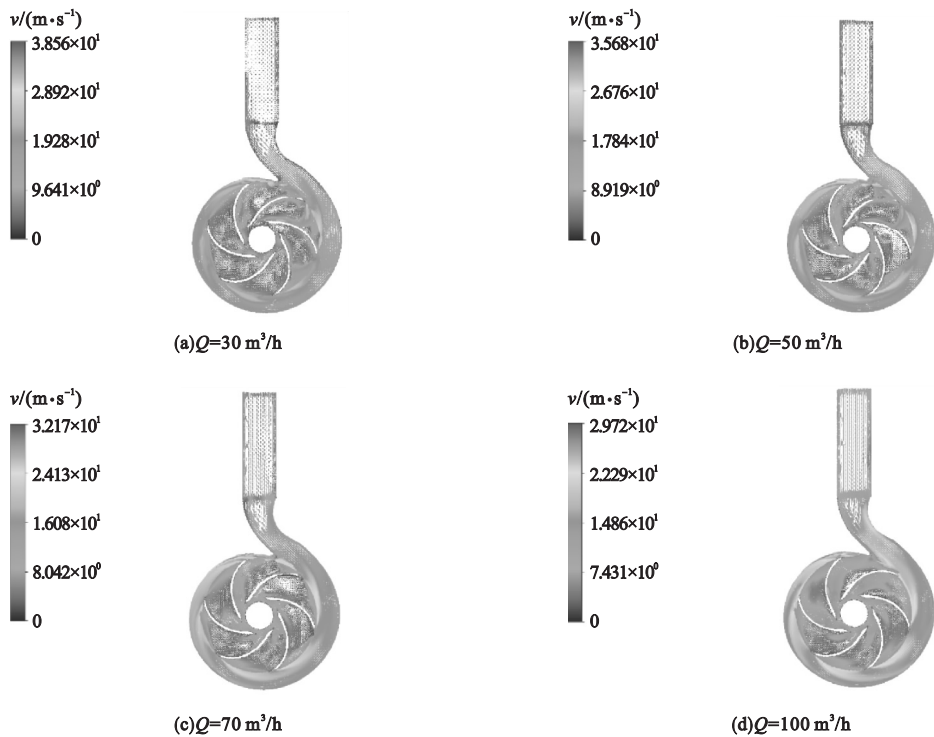 v/(m·s⁻¹)
3.856×10¹
2.892×10¹
1.928×10¹
9.641×10⁰
0
(a)Q=30 m³/h
v/(m·s⁻¹)
3.568×10¹
2.676×10¹
1.784×10¹
8.919×10⁰
0
(b)Q=50 m³/h
v/(m·s⁻¹)
3.217×10¹
2.413×10¹
1.608×10¹
8.042×10⁰
0
(c)Q=70 m³/h
v/(m·s⁻¹)
2.972×10¹
2.229×10¹
1.486×10¹
7.431×10⁰
0
(d)Q=100 m³/h